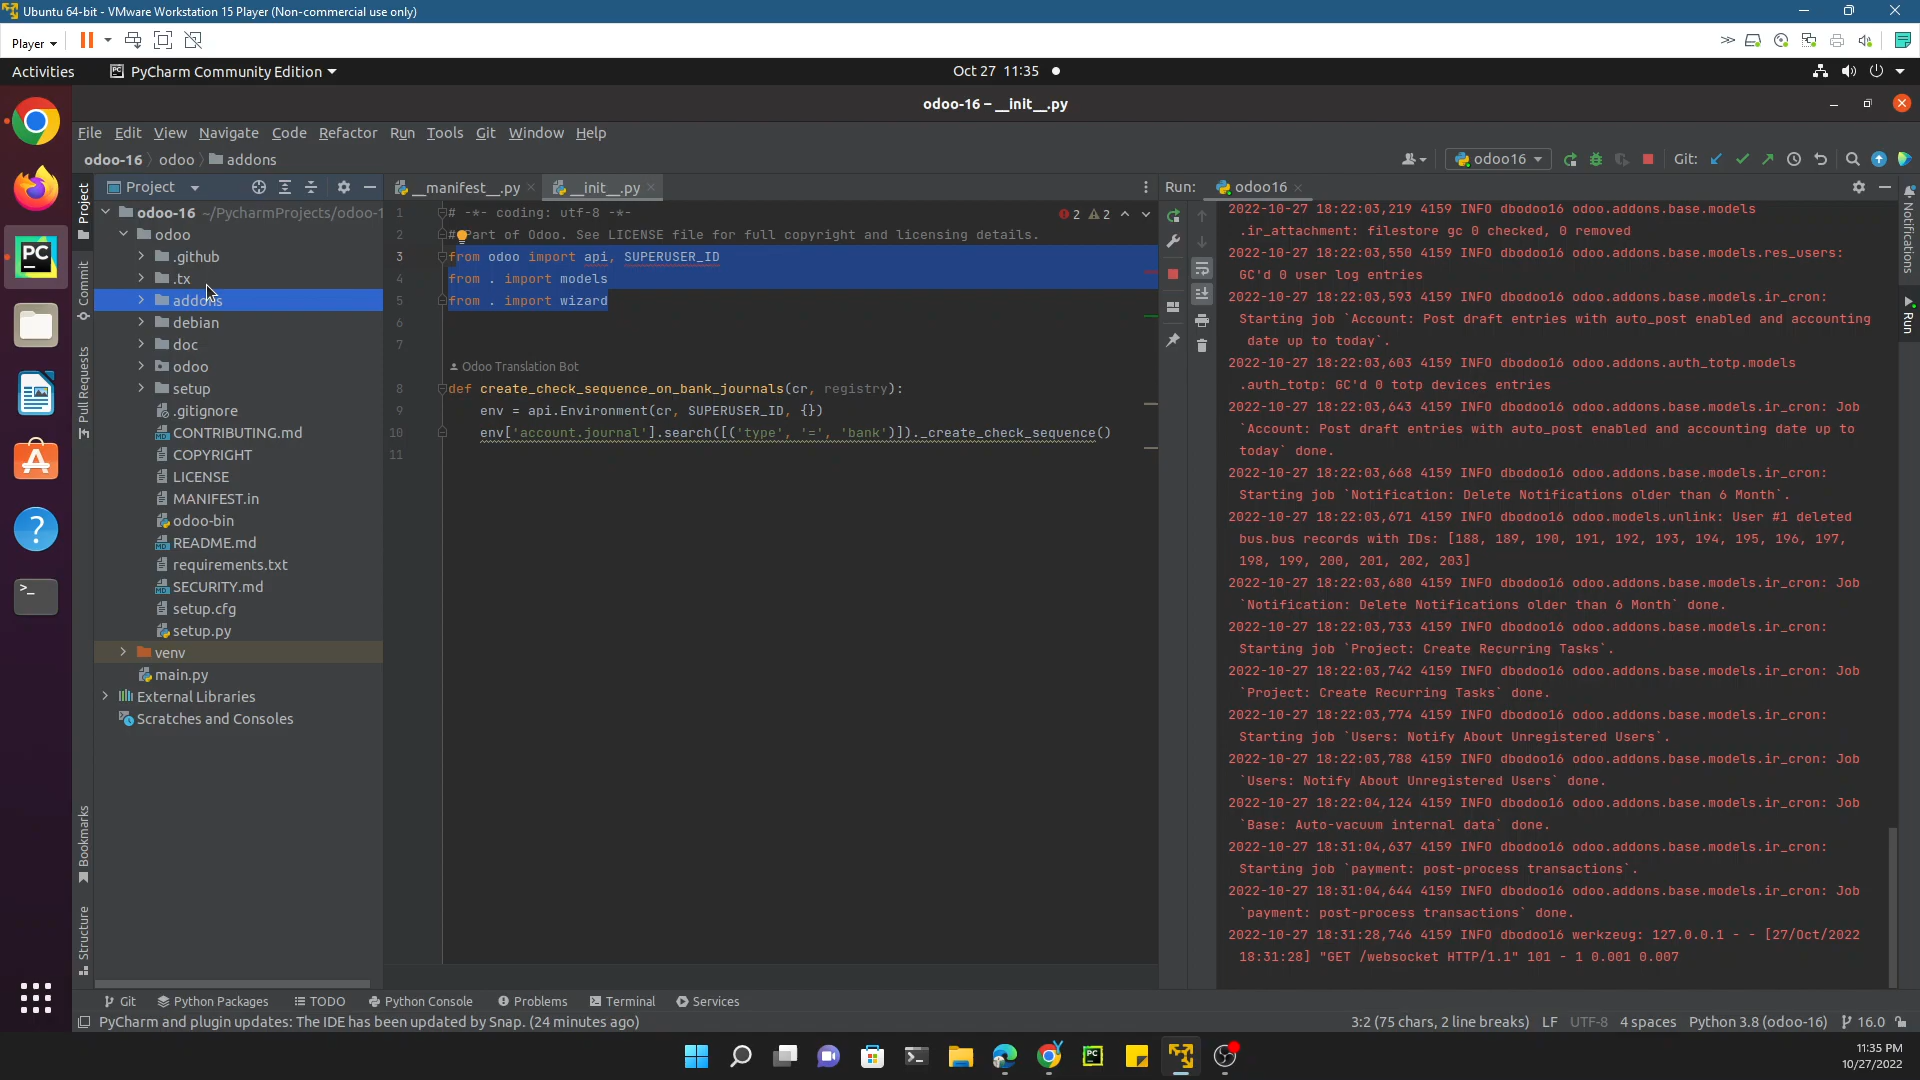 Ubuntu 64-bit - VMware Workstation 15 Player (Non-commercial use only)
Player
Activities
PyCharm Community Edition
Oct 27 11:35
odoo-16 – __init__.py
File Edit View Navigate Code Refactor Run Tools Git Window Help
odoo-16 odoo addons
odoo16
Git:
Project
Commit
Pull Requests
Bookmarks
Structure
Project
odoo-16 ~/PycharmProjects/odoo-1
odoo
.github
.tx
addons
debian
doc
odoo
setup
.gitignore
CONTRIBUTING.md
COPYRIGHT
LICENSE
MANIFEST.in
odoo-bin
README.md
requirements.txt
SECURITY.md
setup.cfg
setup.py
venv
main.py
External Libraries
Scratches and Consoles
__manifest__.py
__init__.py
2 2
1 # -*- coding: utf-8 -*-
2 # Part of Odoo. See LICENSE file for full copyright and licensing details.
3 from odoo import api, SUPERUSER_ID
4 from . import models
5 from . import wizard
6
7
Odoo Translation Bot
8 def create_check_sequence_on_bank_journals(cr, registry):
9 env = api.Environment(cr, SUPERUSER_ID, {})
10 env['account.journal'].search([('type', '=', 'bank')])._create_check_sequence()
11
Run: odoo16
2022-10-27 18:22:03,219 4159 INFO dbodoo16 odoo.addons.base.models
.ir_attachment: filestore gc 0 checked, 0 removed
2022-10-27 18:22:03,550 4159 INFO dbodoo16 odoo.addons.base.models.res_users:
GC'd 0 user log entries
2022-10-27 18:22:03,593 4159 INFO dbodoo16 odoo.addons.base.models.ir_cron:
Starting job `Account: Post draft entries with auto_post enabled and accounting
date up to today`.
2022-10-27 18:22:03,603 4159 INFO dbodoo16 odoo.addons.auth_totp.models
.auth_totp: GC'd 0 totp devices entries
2022-10-27 18:22:03,643 4159 INFO dbodoo16 odoo.addons.base.models.ir_cron: Job
`Account: Post draft entries with auto_post enabled and accounting date up to
today` done.
2022-10-27 18:22:03,668 4159 INFO dbodoo16 odoo.addons.base.models.ir_cron:
Starting job `Notification: Delete Notifications older than 6 Month`.
2022-10-27 18:22:03,671 4159 INFO dbodoo16 odoo.models.unlink: User #1 deleted
bus.bus records with IDs: [188, 189, 190, 191, 192, 193, 194, 195, 196, 197,
198, 199, 200, 201, 202, 203]
2022-10-27 18:22:03,680 4159 INFO dbodoo16 odoo.addons.base.models.ir_cron: Job
`Notification: Delete Notifications older than 6 Month` done.
2022-10-27 18:22:03,733 4159 INFO dbodoo16 odoo.addons.base.models.ir_cron:
Starting job `Project: Create Recurring Tasks`.
2022-10-27 18:22:03,742 4159 INFO dbodoo16 odoo.addons.base.models.ir_cron: Job
`Project: Create Recurring Tasks` done.
2022-10-27 18:22:03,774 4159 INFO dbodoo16 odoo.addons.base.models.ir_cron:
Starting job `Users: Notify About Unregistered Users`.
2022-10-27 18:22:03,788 4159 INFO dbodoo16 odoo.addons.base.models.ir_cron: Job
`Users: Notify About Unregistered Users` done.
2022-10-27 18:22:04,124 4159 INFO dbodoo16 odoo.addons.base.models.ir_cron: Job
`Base: Auto-vacuum internal data` done.
2022-10-27 18:31:04,637 4159 INFO dbodoo16 odoo.addons.base.models.ir_cron:
Starting job `payment: post-process transactions`.
2022-10-27 18:31:04,644 4159 INFO dbodoo16 odoo.addons.base.models.ir_cron: Job
`payment: post-process transactions` done.
2022-10-27 18:31:28,746 4159 INFO dbodoo16 werkzeug: 127.0.0.1 - - [27/Oct/2022
18:31:28] "GET /websocket HTTP/1.1" 101 - 1 0.001 0.007
Notifications
Run
Git Python Packages TODO Python Console Problems Terminal Services
PyCharm and plugin updates: The IDE has been updated by Snap. (24 minutes ago)
3:2 (75 chars, 2 line breaks) LF UTF-8 4 spaces Python 3.8 (odoo-16) 16.0
11:35 PM
10/27/2022